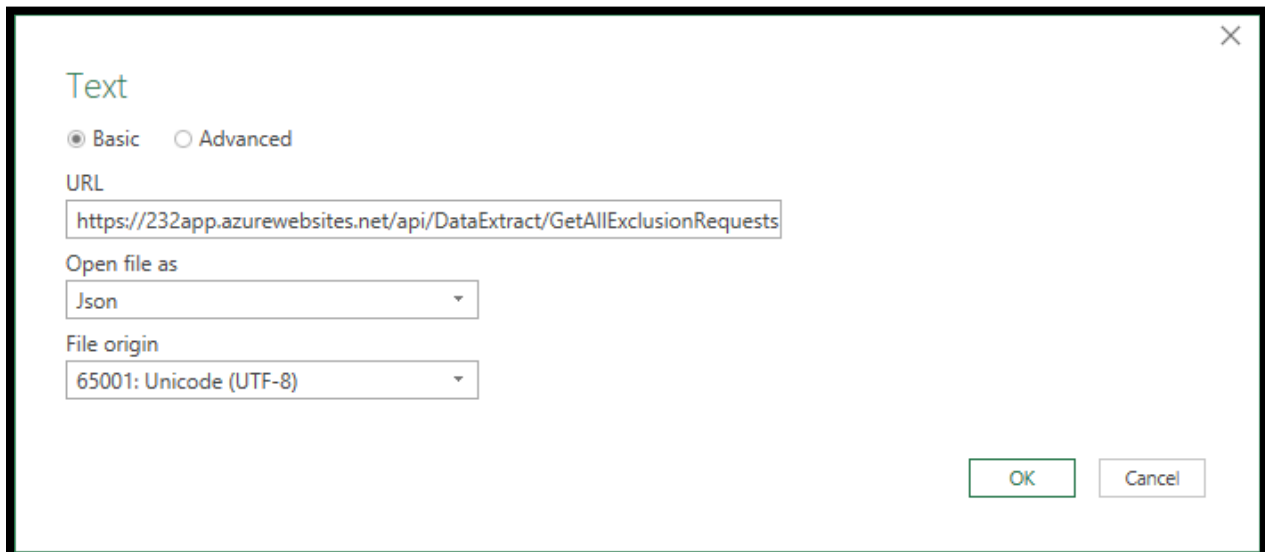 Text
Basic Advanced
URL
https://232app.azurewebsites.net/api/DataExtract/GetAllExclusionRequests
Open file as
Json
File origin
65001: Unicode (UTF-8)
OK Cancel